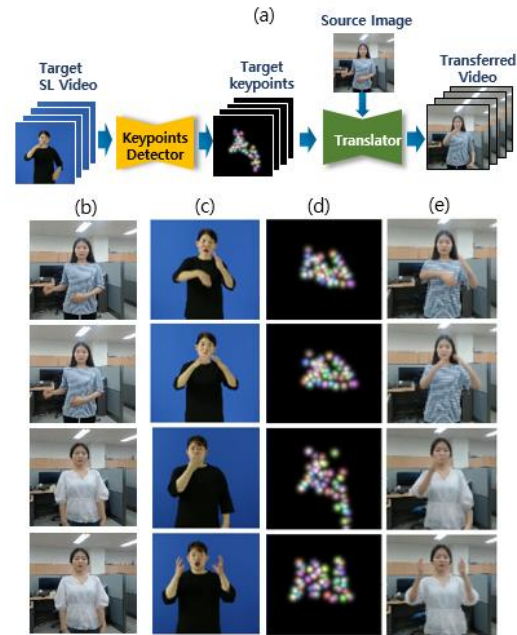 (a)
Source Image
Target
SL Video
Target
keypoints
Transferred
Video
Keypoints
Detector
Translator
(b)
(c)
(d)
(e)